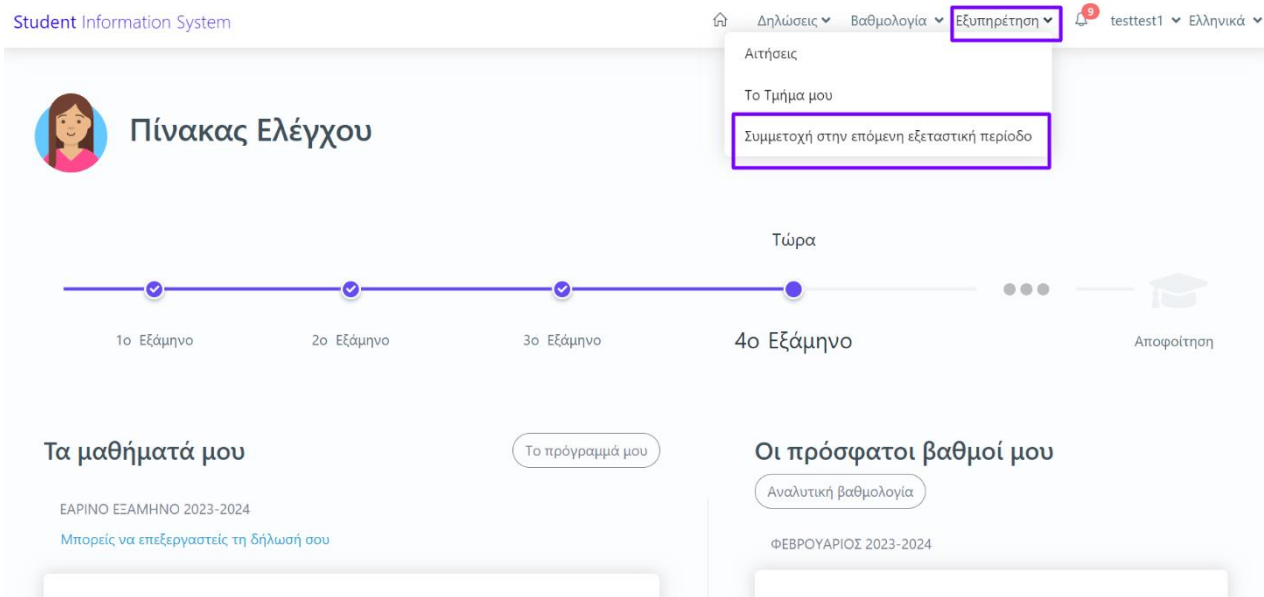 Student Information System
Δηλώσεις Βαθμολογία Εξυπηρέτηση 9 testtest1 Ελληνικά
Αιτήσεις
Το Τμήμα μου
Συμμετοχή στην επόμενη εξεταστική περίοδο
Πίνακας Ελέγχου
Τώρα
1ο Εξάμηνο
2ο Εξάμηνο
3ο Εξάμηνο
4ο Εξάμηνο
Αποφοίτηση
Τα μαθήματά μου
Το πρόγραμμά μου
ΕΑΡΙΝΟ ΕΞΑΜΗΝΟ 2023-2024
Μπορείς να επεξεργαστείς τη δήλωσή σου
Οι πρόσφατοι βαθμοί μου
Αναλυτική βαθμολογία
ΦΕΒΡΟΥΑΡΙΟΣ 2023-2024